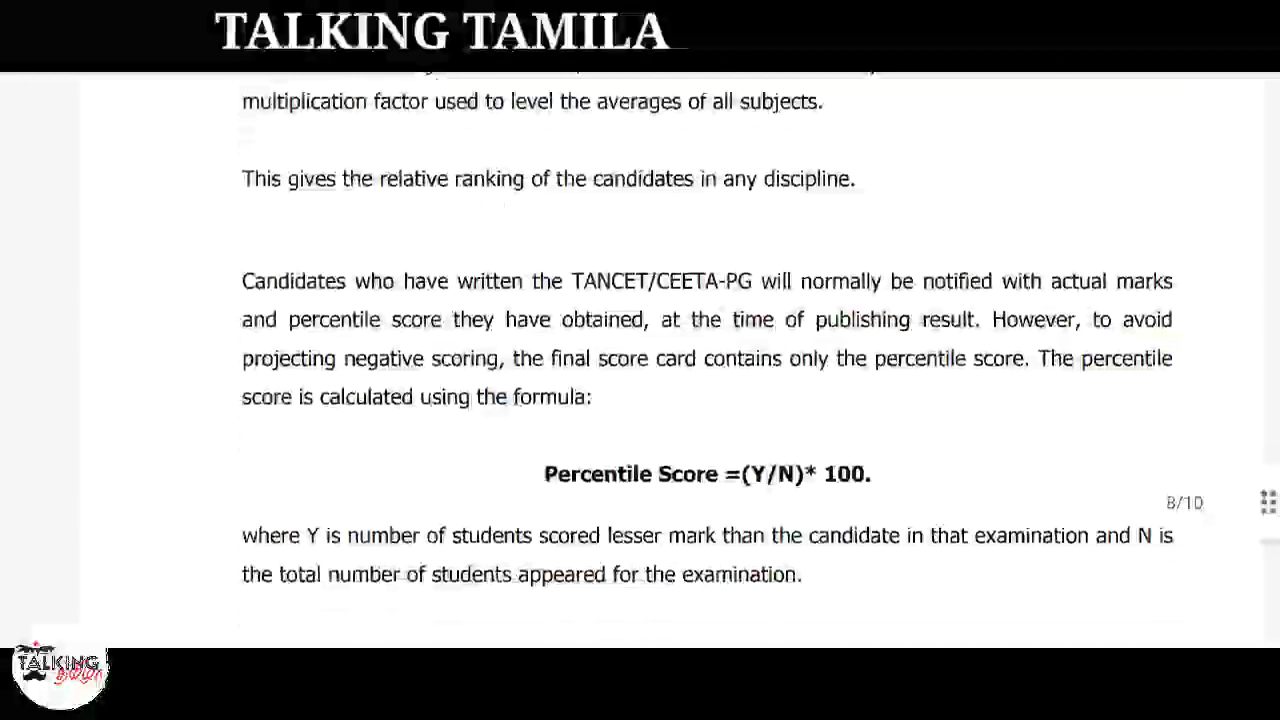 TALKING TAMILA
multiplication factor used to level the averages of all subjects.
This gives the relative ranking of the candidates in any discipline.
Candidates who have written the TANCET/CEETA-PG will normally be notified with actual marks
and percentile score they have obtained, at the time of publishing result. However, to avoid
projecting negative scoring, the final score card contains only the percentile score. The percentile
score is calculated using the formula:
Percentile Score =(Y/N)* 100.
8/10
where Y is number of students scored lesser mark than the candidate in that examination and N is
the total number of students appeared for the examination.
TALKING
தமிழா